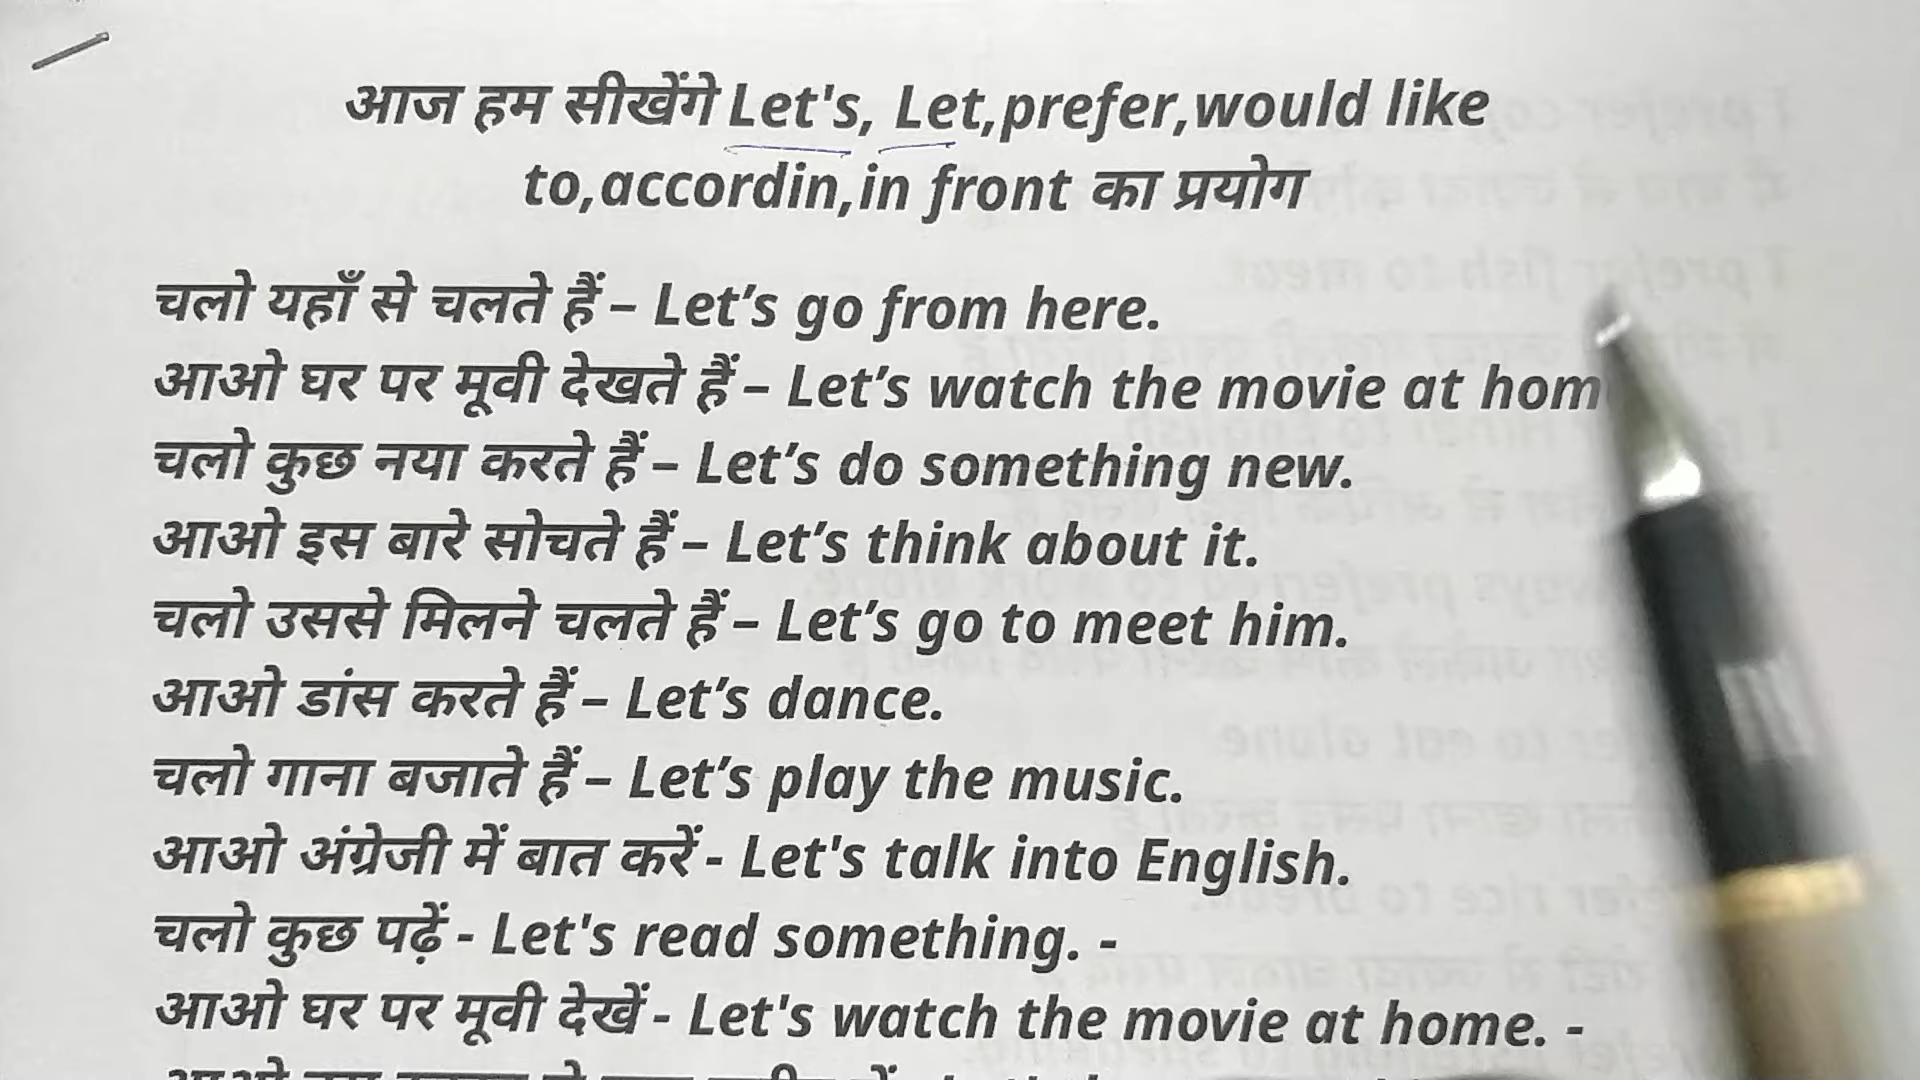 आज हम सीखेंगे Let's, Let,prefer,would like
to,accordin,in front का प्रयोग
चलो यहाँ से चलते हैं – Let’s go from here.
आओ घर पर मूवी देखते हैं – Let’s watch the movie at hom
चलो कुछ नया करते हैं – Let’s do something new.
आओ इस बारे सोचते हैं – Let’s think about it.
चलो उससे मिलने चलते हैं – Let’s go to meet him.
आओ डांस करते हैं – Let’s dance.
चलो गाना बजाते हैं – Let’s play the music.
आओ अंग्रेजी में बात करें - Let's talk into English.
चलो कुछ पढ़ें - Let's read something. -
आओ घर पर मूवी देखें - Let's watch the movie at home. -